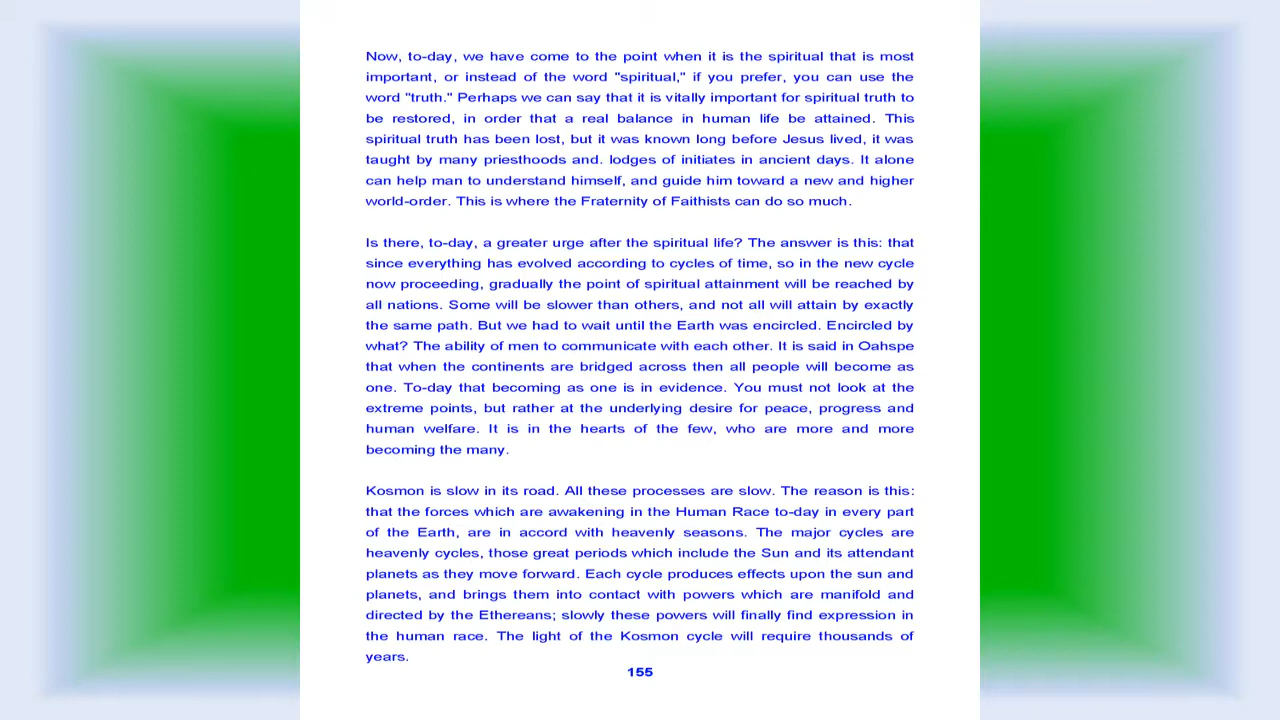 Now, to-day, we have come to the point when it is the spiritual that is most
important, or instead of the word "spiritual," if you prefer, you can use the
word "truth." Perhaps we can say that it is vitally important for spiritual truth to
be restored, in order that a real balance in human life be attained. This
spiritual truth has been lost, but it was known long before Jesus lived, it was
taught by many priesthoods and. lodges of initiates in ancient days. It alone
can help man to understand himself, and guide him toward a new and higher
world-order. This is where the Fraternity of Faithists can do so much.
Is there, to-day, a greater urge after the spiritual life? The answer is this: that
since everything has evolved according to cycles of time, so in the new cycle
now proceeding, gradually the point of spiritual attainment will be reached by
all nations. Some will be slower than others, and not all will attain by exactly
the same path. But we had to wait until the Earth was encircled. Encircled by
what? The ability of men to communicate with each other. It is said in Oahspe
that when the continents are bridged across then all people will become as
one. To-day that becoming as one is in evidence. You must not look at the
extreme points, but rather at the underlying desire for peace, progress and
human welfare. It is in the hearts of the few, who are more and more
becoming the many.
Kosmon is slow in its road. All these processes are slow. The reason is this:
that the forces which are awakening in the Human Race to-day in every part
of the Earth, are in accord with heavenly seasons. The major cycles are
heavenly cycles, those great periods which include the Sun and its attendant
planets as they move forward. Each cycle produces effects upon the sun and
planets, and brings them into contact with powers which are manifold and
directed by the Ethereans; slowly these powers will finally find expression in
the human race. The light of the Kosmon cycle will require thousands of
years.
155